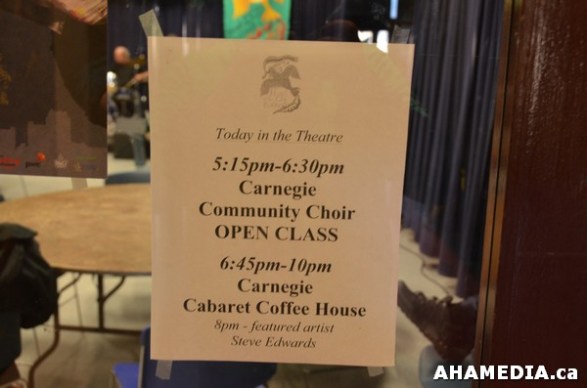 Today in the Theatre
5:15pm-6:30pm
Carnegie
Community Choir
OPEN CLASS
6:45pm-10pm
Carnegie
Cabaret Coffee House
8pm - featured artist
Steve Edwards
AHAMEDIA.ca